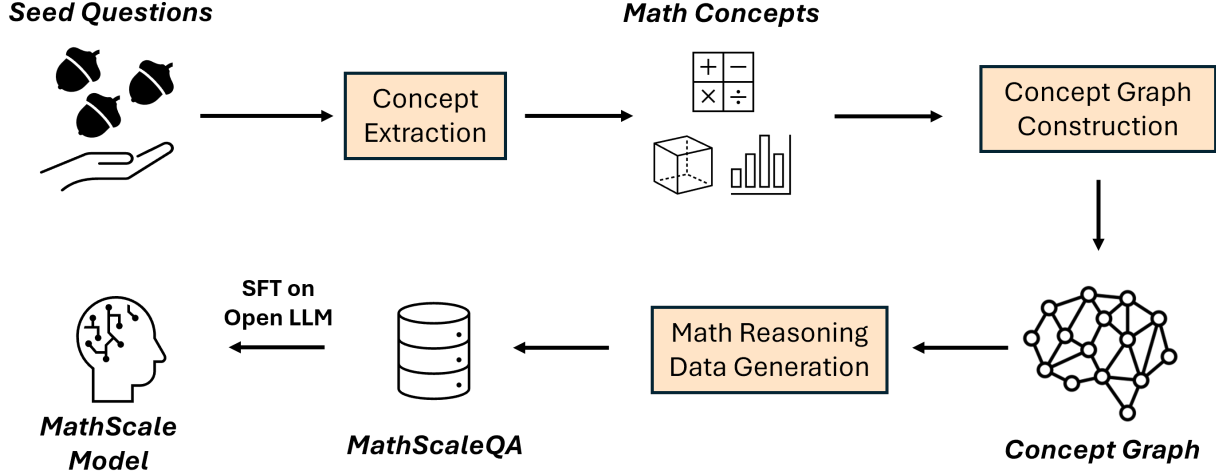 Seed Questions
Math Concepts
Concept
Extraction
+ −
× ÷
Concept Graph
Construction
SFT on
Open LLM
Math Reasoning
Data Generation
MathScale
Model
MathScaleQA
Concept Graph